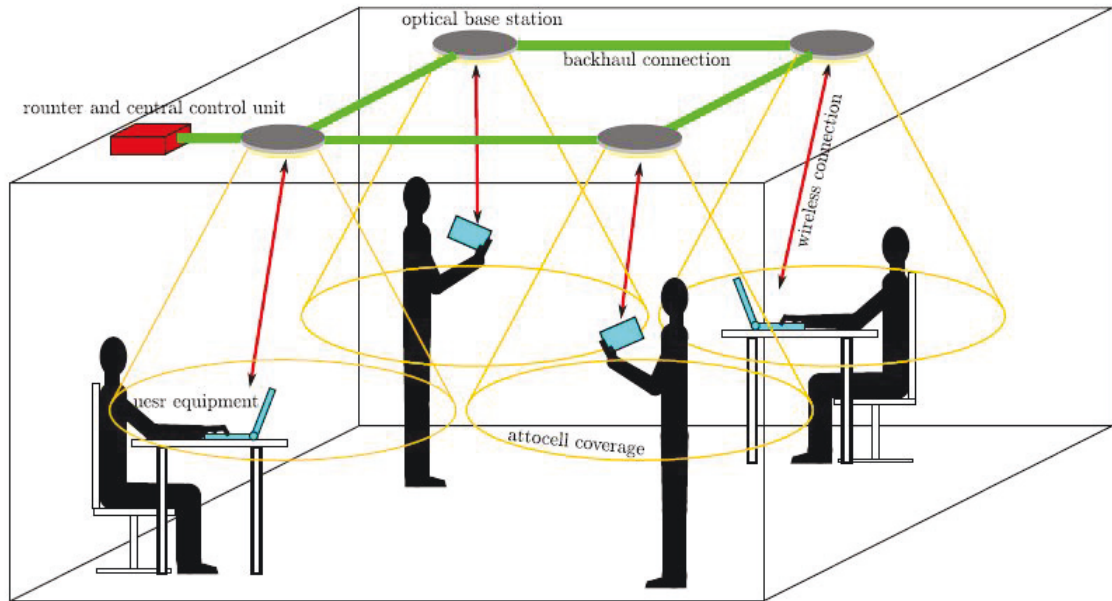 optical base station
backhaul connection
rounter and central control unit
wireless connection
uesr equipment
attocell coverage